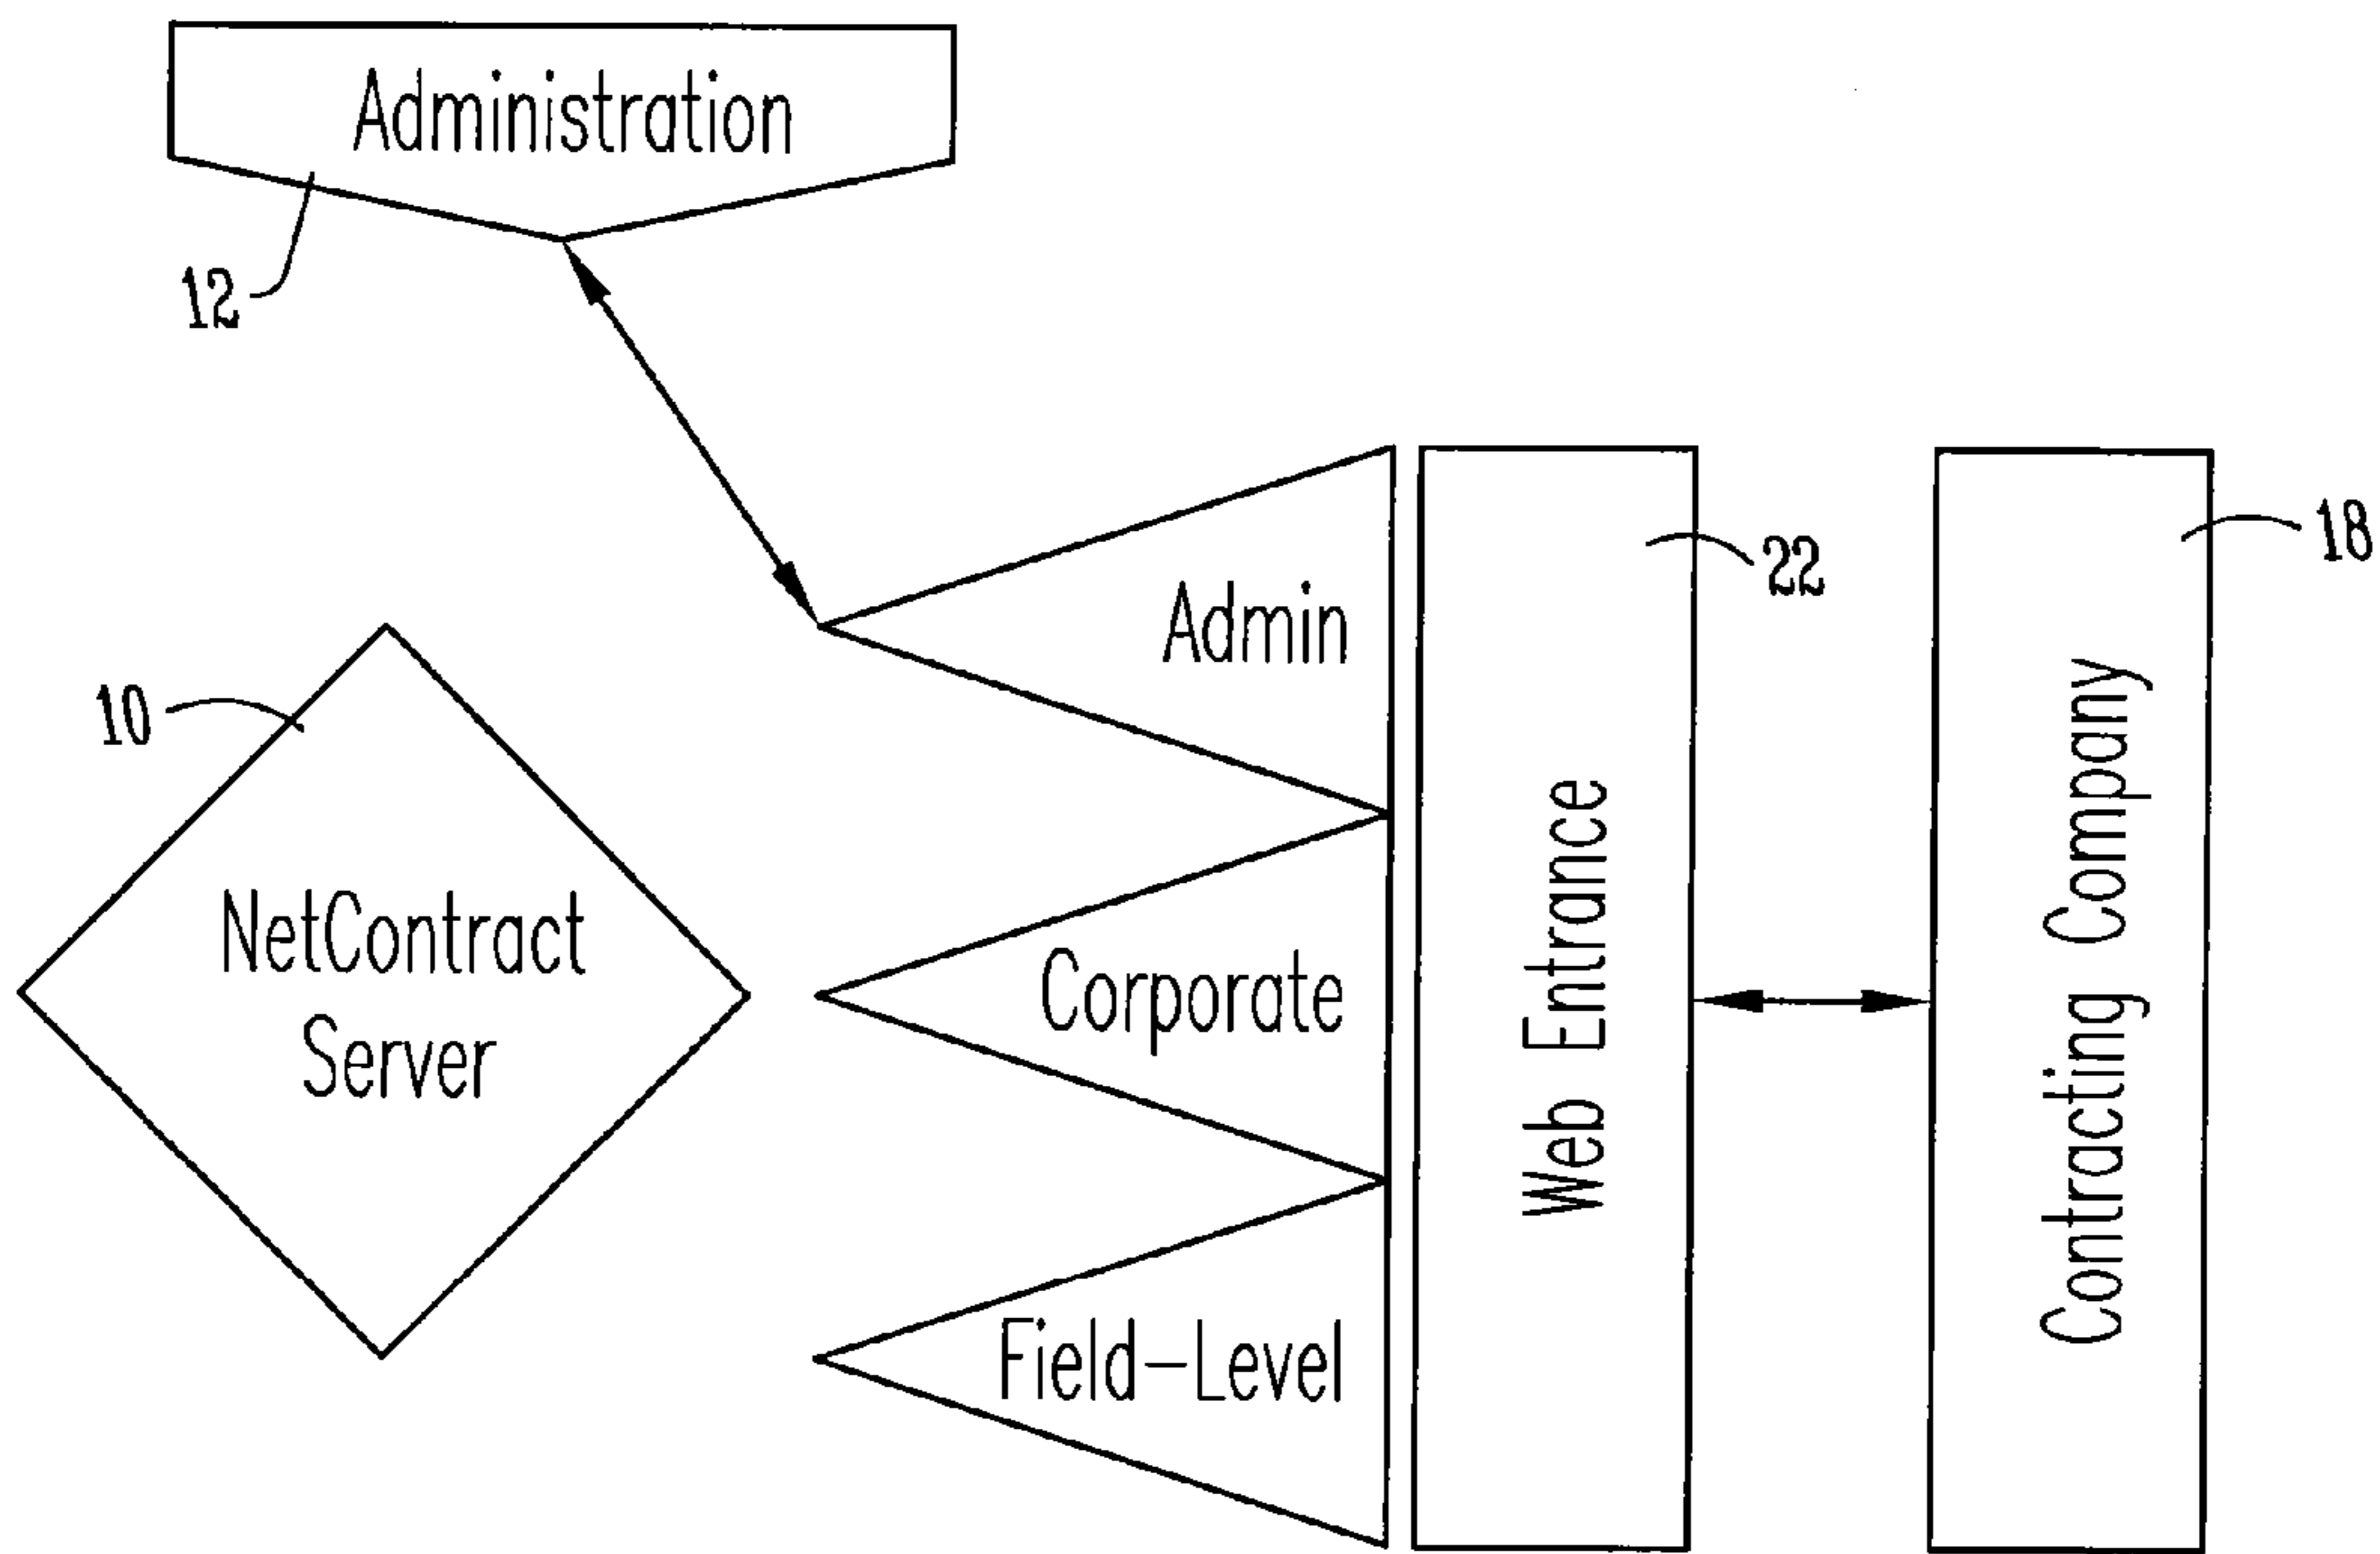 Administration
12
Admin
22
18
10
NetContract
Server
Corporate
Field-Level
Web Entrance
Contracting Company